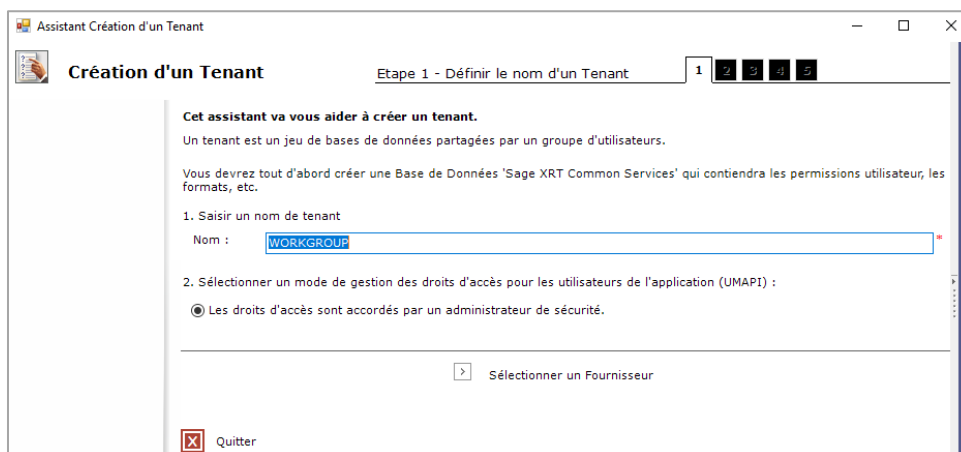 Assistant Création d'un Tenant
Création d'un Tenant
Etape 1 - Définir le nom d'un Tenant
1 2 3 4 5
Cet assistant va vous aider à créer un tenant.
Un tenant est un jeu de bases de données partagées par un groupe d'utilisateurs.
Vous devrez tout d'abord créer une Base de Données 'Sage XRT Common Services' qui contiendra les permissions utilisateur, les
formats, etc.
1. Saisir un nom de tenant
Nom : WORKGROUP *
2. Sélectionner un mode de gestion des droits d'accès pour les utilisateurs de l'application (UMAPI) :
Les droits d'accès sont accordés par un administrateur de sécurité.
Sélectionner un Fournisseur
Quitter